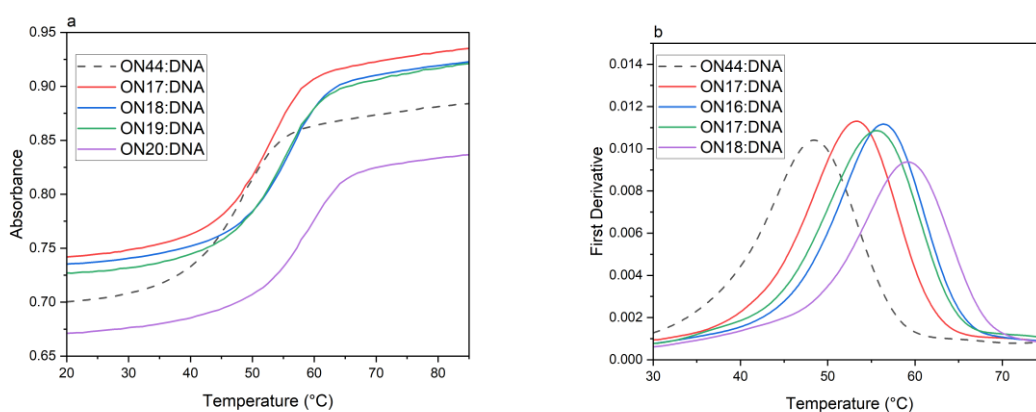 a
0.95
0.90
0.85
0.80
0.75
0.70
0.65
Absorbance
ON44:DNA
ON17:DNA
ON18:DNA
ON19:DNA
ON20:DNA
20 30 40 50 60 70 80
Temperature (°C)
b
0.014
0.012
0.010
0.008
0.006
0.004
0.002
0.000
First Derivative
ON44:DNA
ON17:DNA
ON16:DNA
ON17:DNA
ON18:DNA
30 40 50 60 70
Temperature (°C)